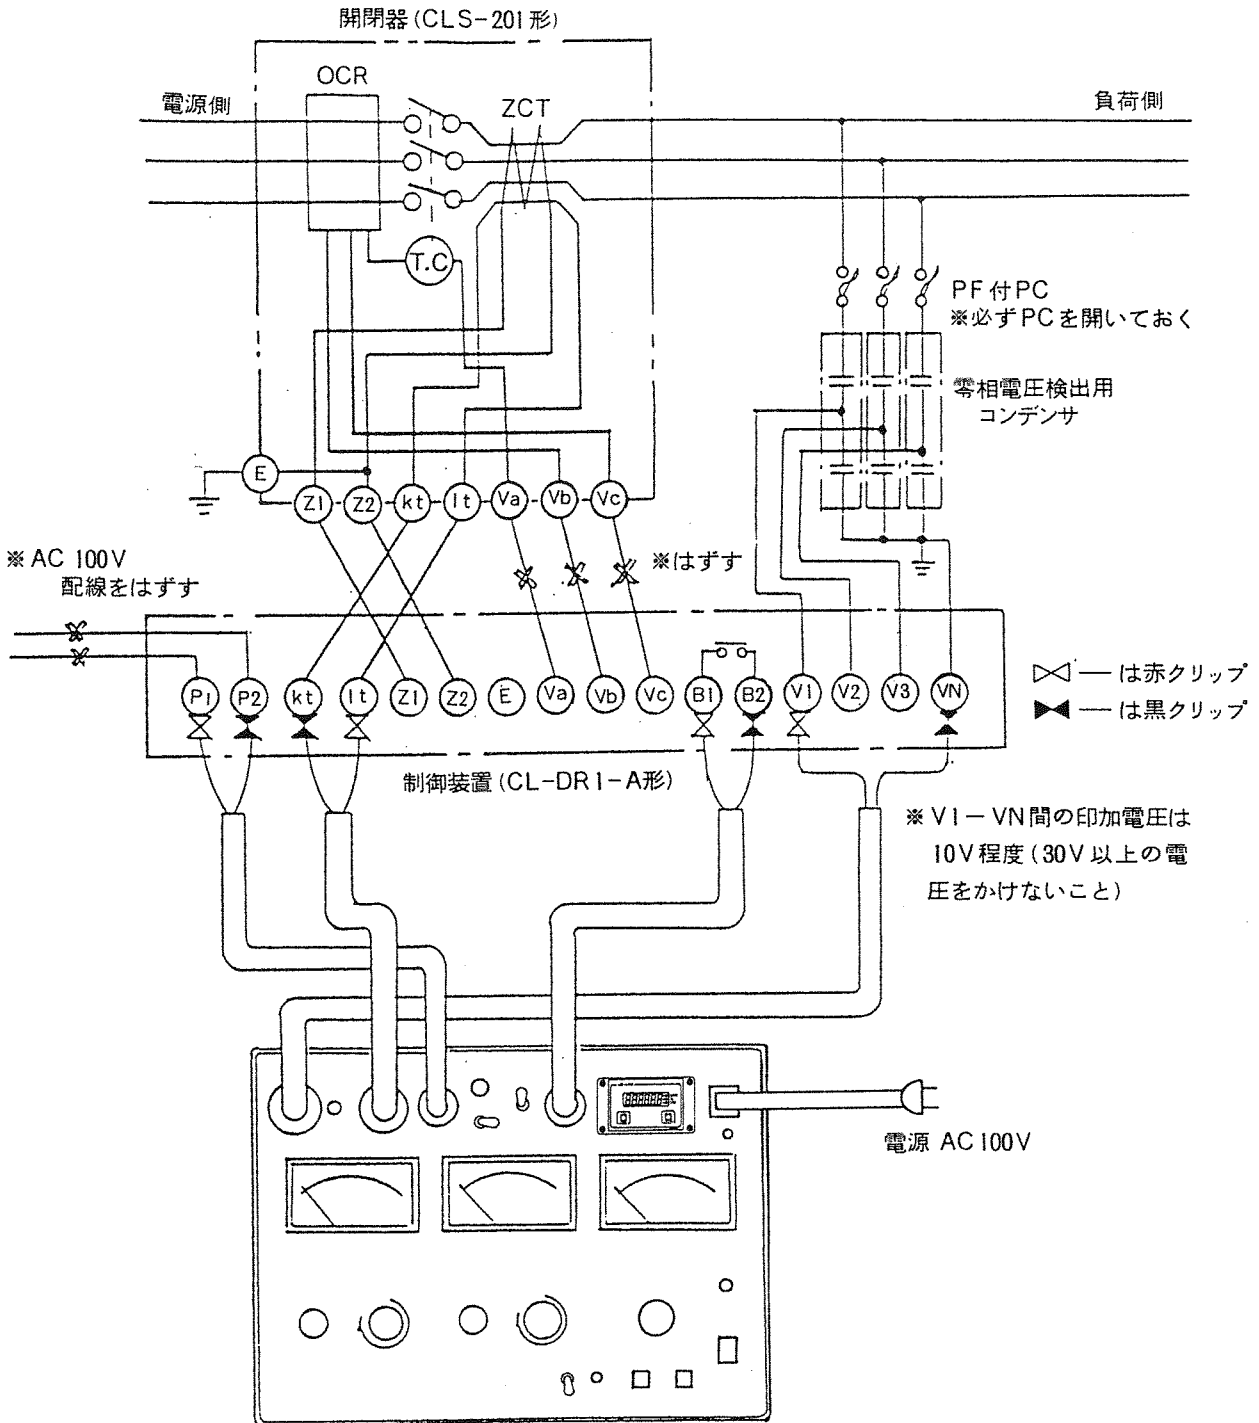 開閉器(CLS-201形)
OCR
電源側
ZCT
負荷側
T.C
PF付PC
※必ずPCを開いておく
零相電圧検出用
コンデンサ
E
Z1 Z2 kt lt Va Vb Vc
※AC 100V
配線をはずす
※はずす
P1 P2 kt lt Z1 Z2 E Va Vb Vc B1 B2 V1 V2 V3 VN
―は赤クリップ
―は黒クリップ
制御装置(CL-DR1-A形)
※V1-VN間の印加電圧は
10V程度(30V以上の電
圧をかけないこと)
電源 AC100V